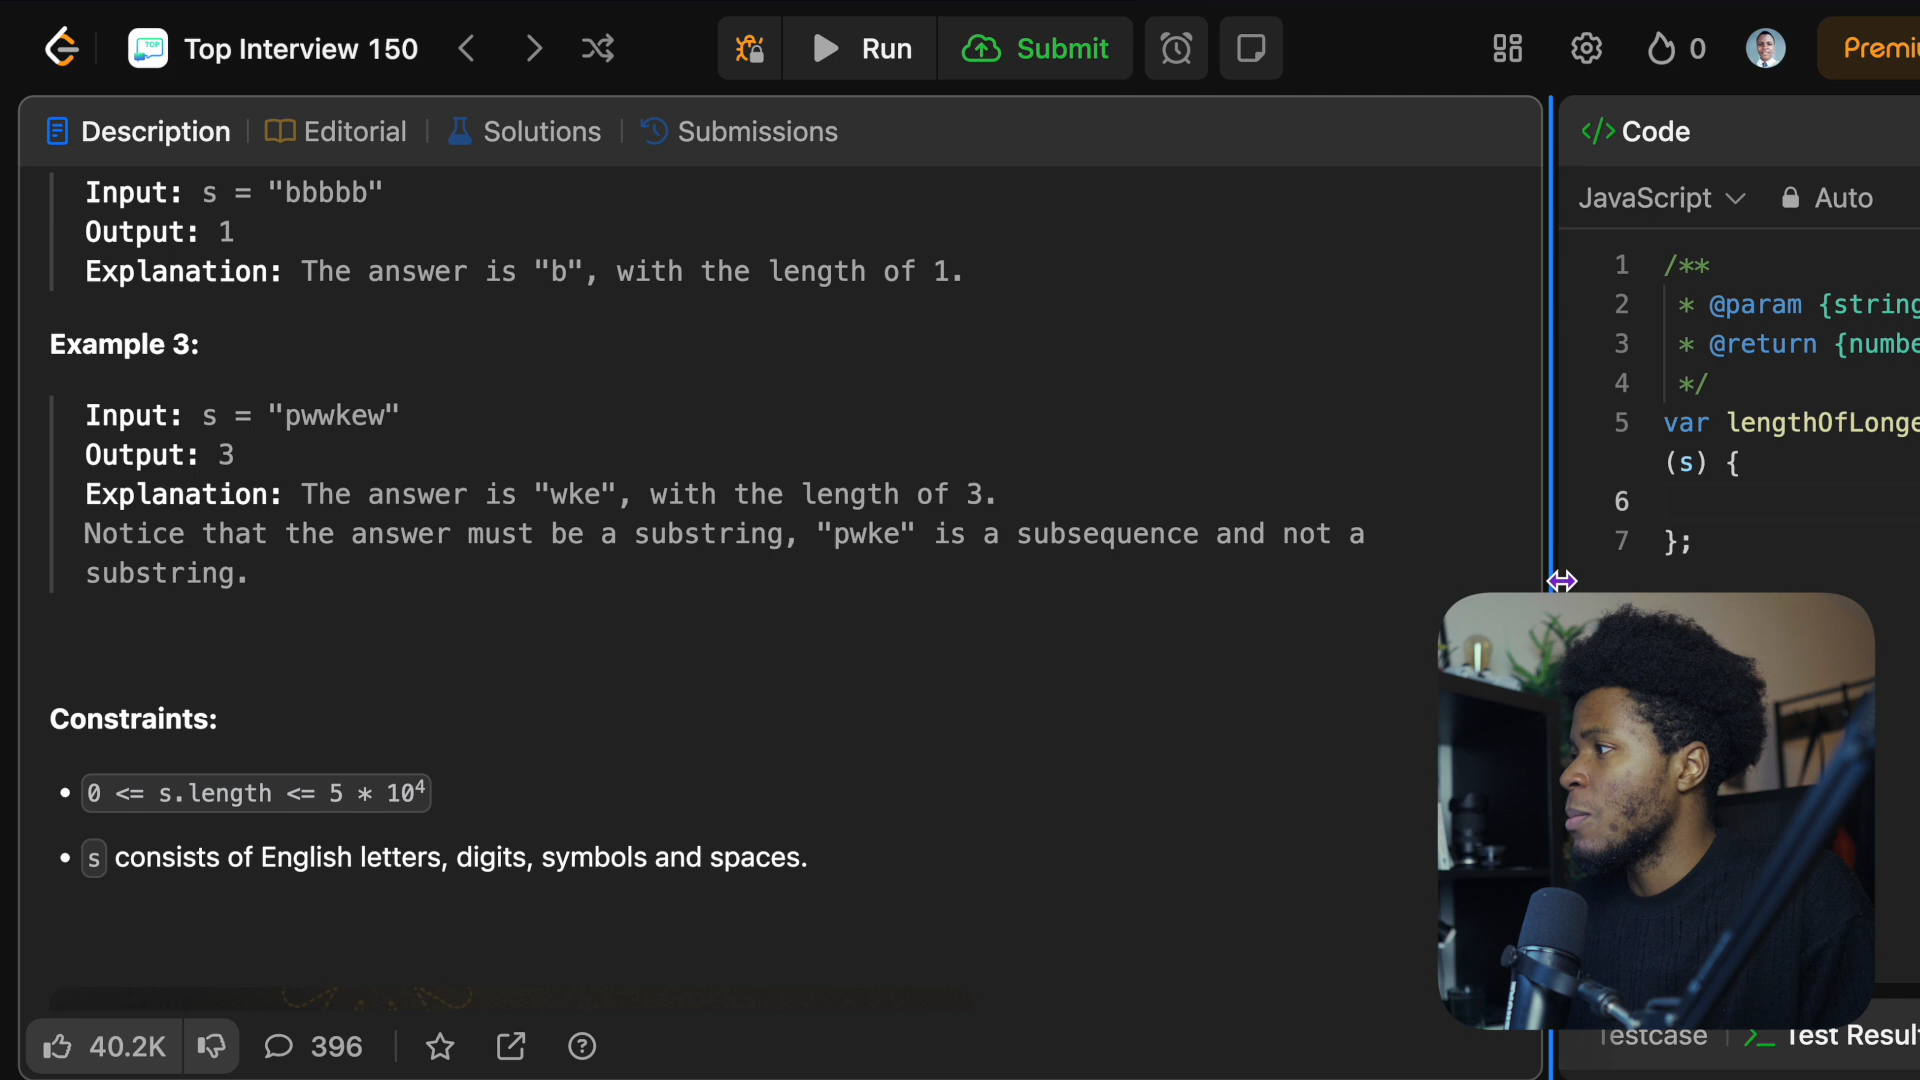 Top Interview 150
Run
Submit
0
Description
Editorial
Solutions
Submissions
Input: s = "bbbbb"
Output: 1
Explanation: The answer is "b", with the length of 1.
Example 3:
Input: s = "pwwkew"
Output: 3
Explanation: The answer is "wke", with the length of 3.
Notice that the answer must be a substring, "pwke" is a subsequence and not a
substring.
Constraints:
0 <= s.length <= 5 * 10⁴
s consists of English letters, digits, symbols and spaces.
40.2K
396
Code
JavaScript
Auto
1 /**
2 * @param {string
3 * @return {numbe
4 */
5 var lengthOfLonge
(s) {
6
7 };
Testcase
>_ Test Resul